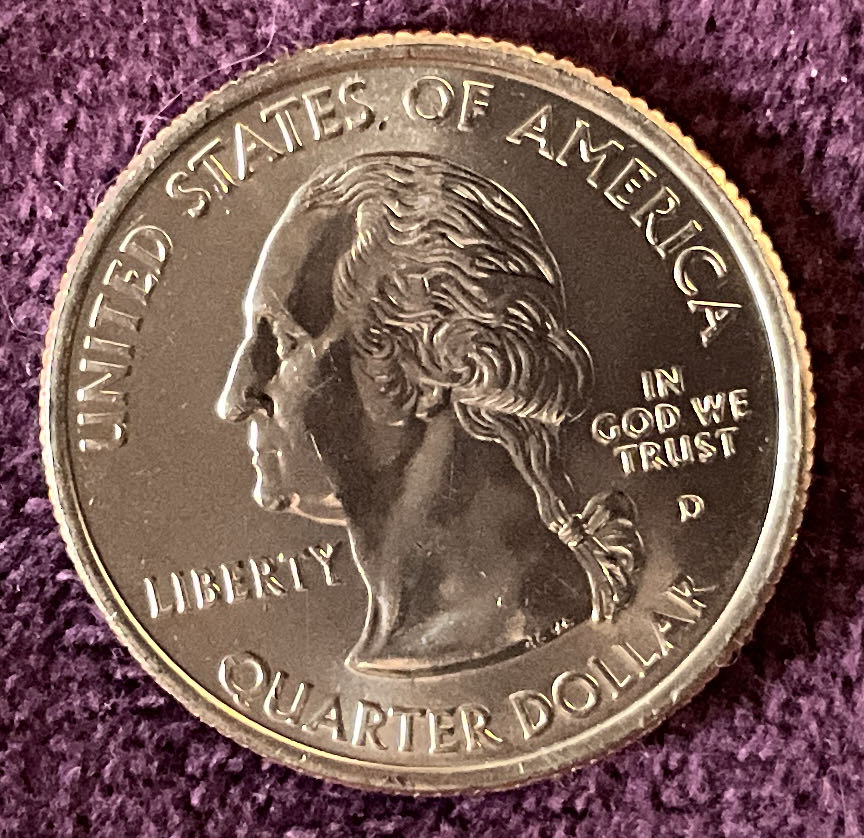 UNITED STATES OF AMERICA
IN
GOD WE
TRUST
D
LIBERTY
QUARTER DOLLAR